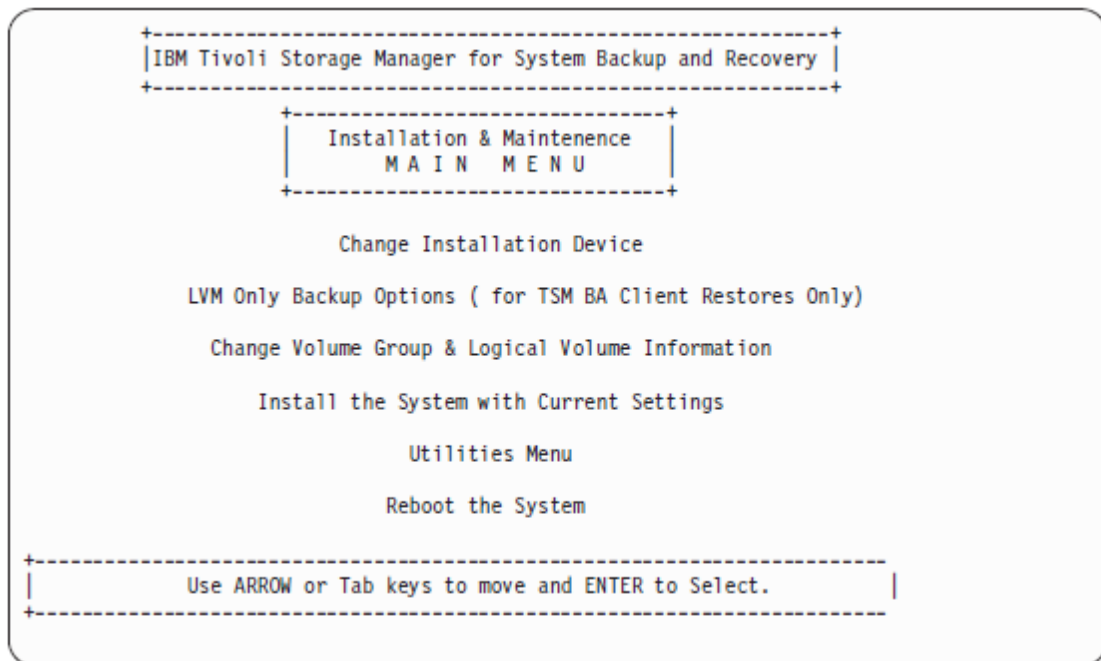 +-----------------------------------------------------------+
|IBM Tivoli Storage Manager for System Backup and Recovery |
+-----------------------------------------------------------+
+--------------------------------+
| Installation & Maintenence |
| M A I N M E N U |
+--------------------------------+
Change Installation Device
LVM Only Backup Options ( for TSM BA Client Restores Only)
Change Volume Group & Logical Volume Information
Install the System with Current Settings
Utilities Menu
Reboot the System
+--------------------------------------------------------------------------
| Use ARROW or Tab keys to move and ENTER to Select. |
+--------------------------------------------------------------------------